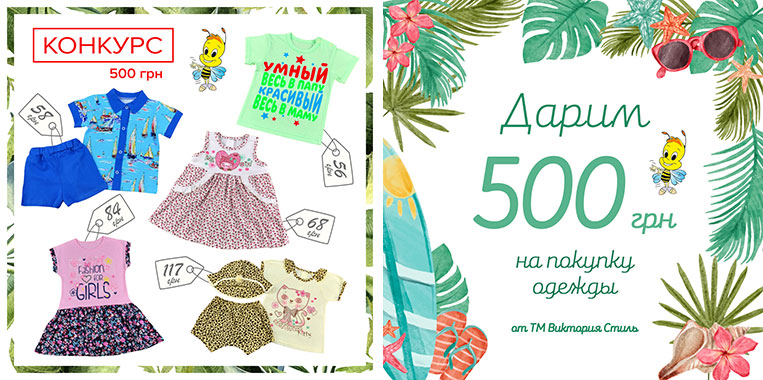 КОНКУРС
500 грн
58
грн
УМНЫЙ
ВЕСЬ В ПАПУ
КРАСИВЫЙ
ВЕСЬ В МАМУ
56
грн
84
грн
68
грн
FASHION
FOR
GIRLS
117
грн
Дарим
500 грн
на покупку
одежды
от ТМ Виктория Стиль